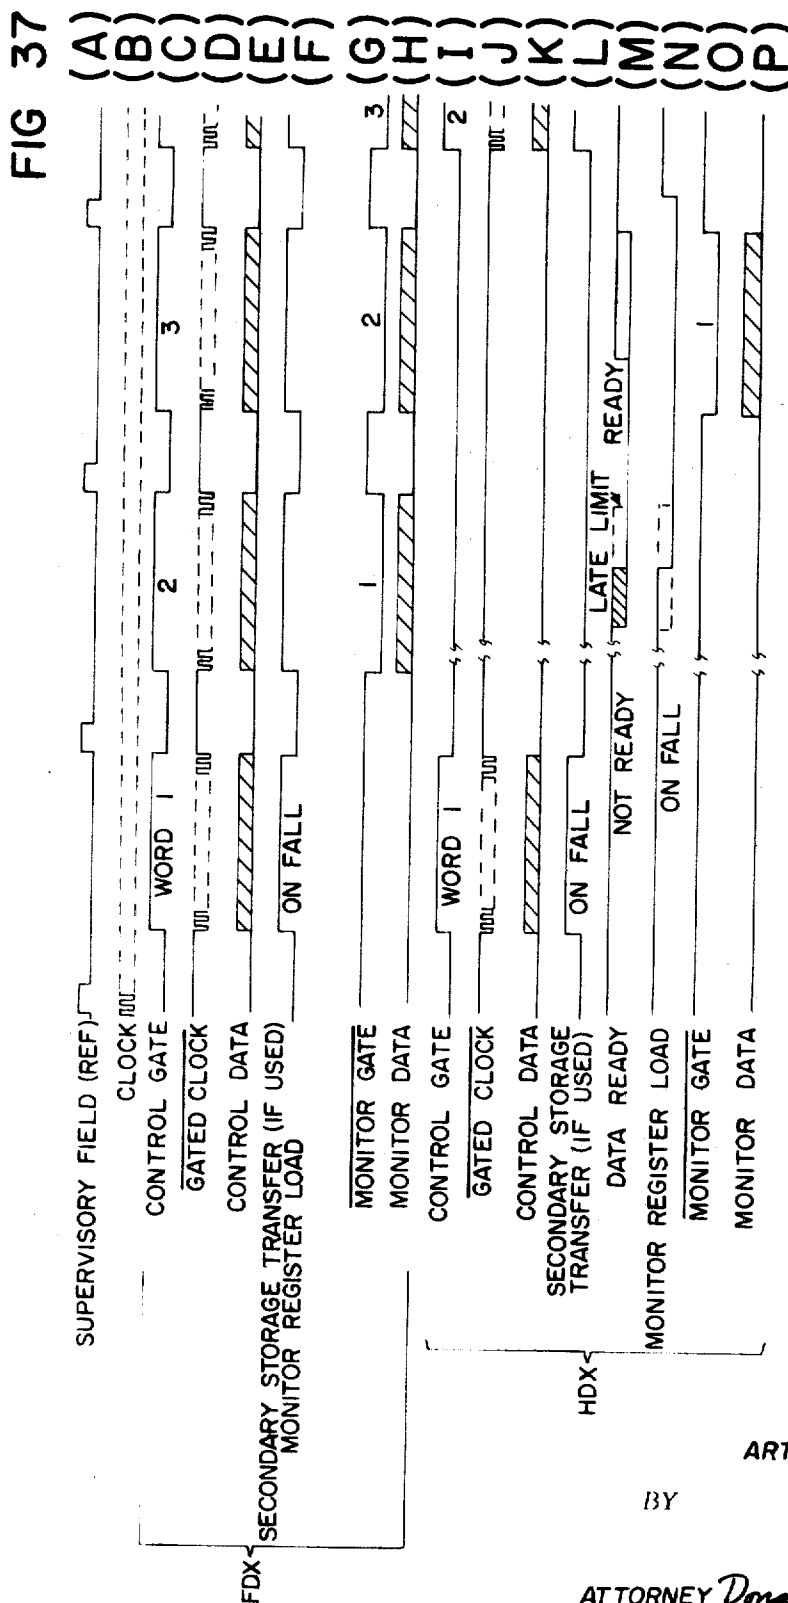 FIG 37
(A)
(B)
(C)
(D)
(E)
(F)
(G)
(H)
(I)
(J)
(K)
(L)
(M)
(N)
(O)
(P)
SUPERVISORY FIELD (REF)
CLOCK
CONTROL GATE
WORD 1
2
3
GATED CLOCK
CONTROL DATA
SECONDARY STORAGE TRANSFER (IF USED)
MONITOR REGISTER LOAD
ON FALL
MONITOR GATE
1
2
3
MONITOR DATA
FDX
CONTROL GATE
WORD 1
2
GATED CLOCK
CONTROL DATA
SECONDARY STORAGE
TRANSFER (IF USED)
ON FALL
DATA READY
NOT READY
LATE LIMIT
READY
MONITOR REGISTER LOAD
ON FALL
MONITOR GATE
1
MONITOR DATA
HDX
ART
BY
ATTORNEY